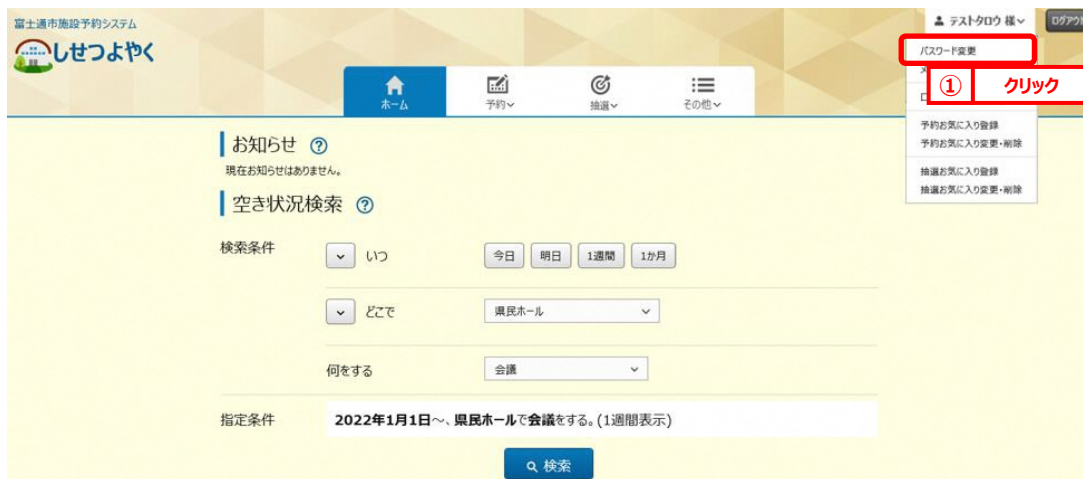 富士通市施設予約システム
しせつよやく
テストタロウ 様
パスワード変更
① クリック
予約お気に入り登録
予約お気に入り変更・削除
抽選お気に入り登録
抽選お気に入り変更・削除
ホーム
予約
抽選
その他
お知らせ ?
現在お知らせはありません。
空き状況検索 ?
検索条件 いつ 今日 明日 1週間 1か月
どこで 県民ホール
何をする 会議
指定条件 2022年1月1日～、県民ホールで会議をする。(1週間表示)
検索